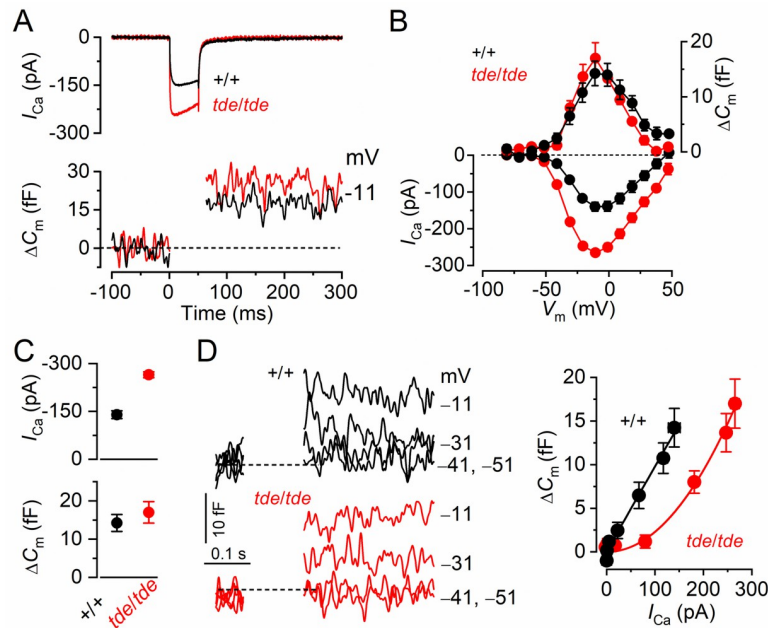 A
0
-150
-300
I_Ca (pA)
+/+
tde/tde
30
15
0
ΔC_m (fF)
mV
-11
-100 0 100 200 300
Time (ms)
B
+/+
tde/tde
20
15
10
5
0
ΔC_m (fF)
0
-100
-200
-300
I_Ca (pA)
-100 -50 0 50
V_m (mV)
C
-300
-150
0
I_Ca (pA)
20
10
0
ΔC_m (fF)
+/+ tde/tde
D
+/+
mV
−11
−31
−41, −51
tde/tde
−11
−31
−41, −51
10 fF
0.1 s
20
15
10
5
0
ΔC_m (fF)
+/+
tde/tde
0 100 200 300
I_Ca (pA)